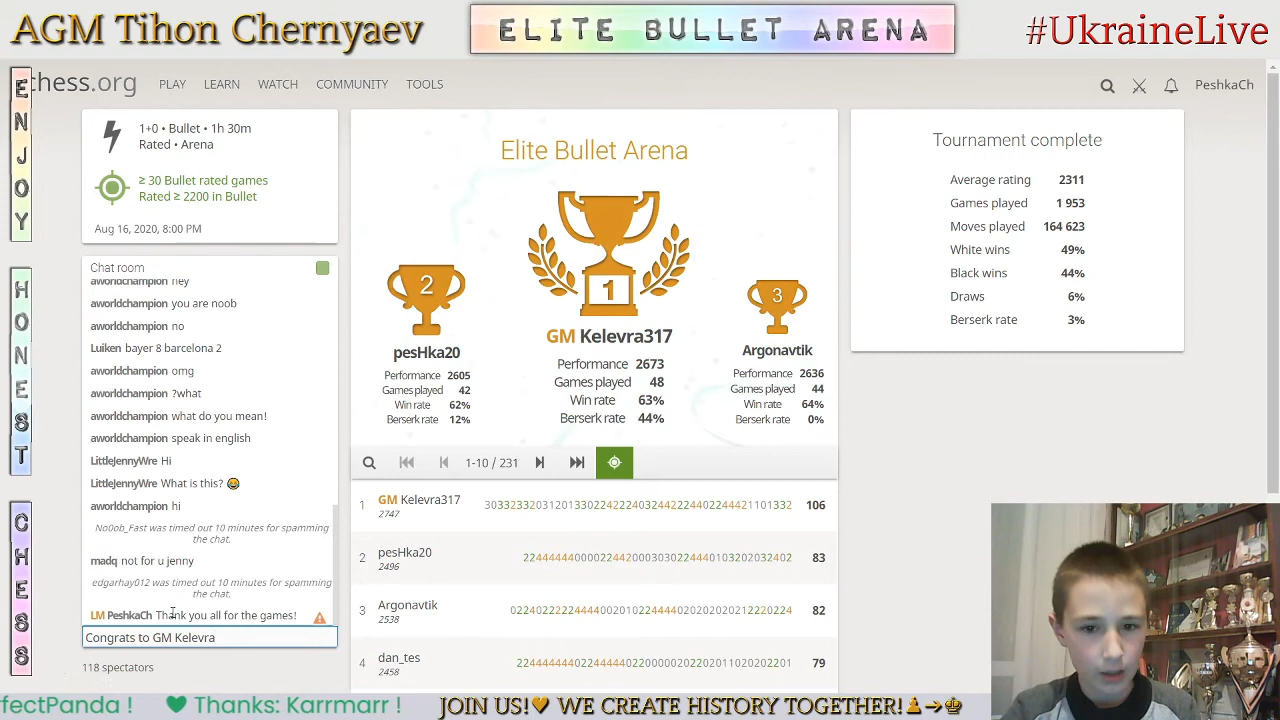 AGM Tihon Chernyaev
ELITE BULLET ARENA
#UkraineLive
ENJOY
HONEST
CHESS
chess.org
PLAY LEARN WATCH COMMUNITY TOOLS
PeshkaCh
1+0 • Bullet • 1h 30m
Rated • Arena
≥ 30 Bullet rated games
Rated ≥ 2200 in Bullet
Aug 16, 2020, 8:00 PM
Chat room
aworldchampion hey
aworldchampion you are noob
aworldchampion no
Luiken bayer 8 barcelona 2
aworldchampion omg
aworldchampion ?what
aworldchampion what do you mean!
aworldchampion speak in english
LittleJennyWre Hi
LittleJennyWre What is this? 😂
aworldchampion hi
No0ob_Fast was timed out 10 minutes for spamming
the chat.
madq not for u jenny
edgarhay012 was timed out 10 minutes for spamming
the chat.
LM PeshkaCh Thank you all for the games!
Congrats to GM Kelevra
118 spectators
Elite Bullet Arena
2
1
3
pesHka20
Performance 2605
Games played 42
Win rate 62%
Berserk rate 12%
GM Kelevra317
Performance 2673
Games played 48
Win rate 63%
Berserk rate 44%
Argonavtik
Performance 2636
Games played 44
Win rate 64%
Berserk rate 0%
1-10 / 231
1 GM Kelevra317 106
2747
2 pesHka20 83
2496
3 Argonavtik 82
2538
4 dan_tes 79
2458
Tournament complete
Average rating 2311
Games played 1 953
Moves played 164 623
White wins 49%
Black wins 44%
Draws 6%
Berserk rate 3%
fectPanda ! 💚 Thanks: Karrmarr !
JOIN US!🧡 WE CREATE HISTORY TOGETHER!♟→♔